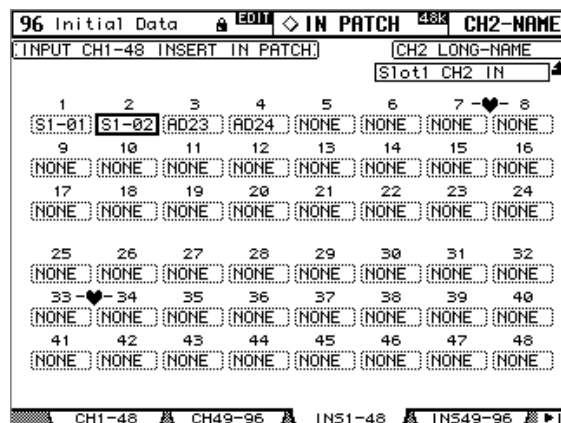 96 Initial Data EDIT IN PATCH 48K CH2-NAME
INPUT CH1-48 INSERT IN PATCH CH2 LONG-NAME
Slot1 CH2 IN
1 2 3 4 5 6 7 - ♥ - 8
S1-01 S1-02 AD23 AD24 NONE NONE NONE NONE
9 10 11 12 13 14 15 16
NONE NONE NONE NONE NONE NONE NONE NONE
17 18 19 20 21 22 23 24
NONE NONE NONE NONE NONE NONE NONE NONE
25 26 27 28 29 30 31 32
NONE NONE NONE NONE NONE NONE NONE NONE
33 - ♥ - 34 35 36 37 38 39 40
NONE NONE NONE NONE NONE NONE NONE NONE
41 42 43 44 45 46 47 48
NONE NONE NONE NONE NONE NONE NONE NONE
CH1-48 CH49-96 INS1-48 INS49-96